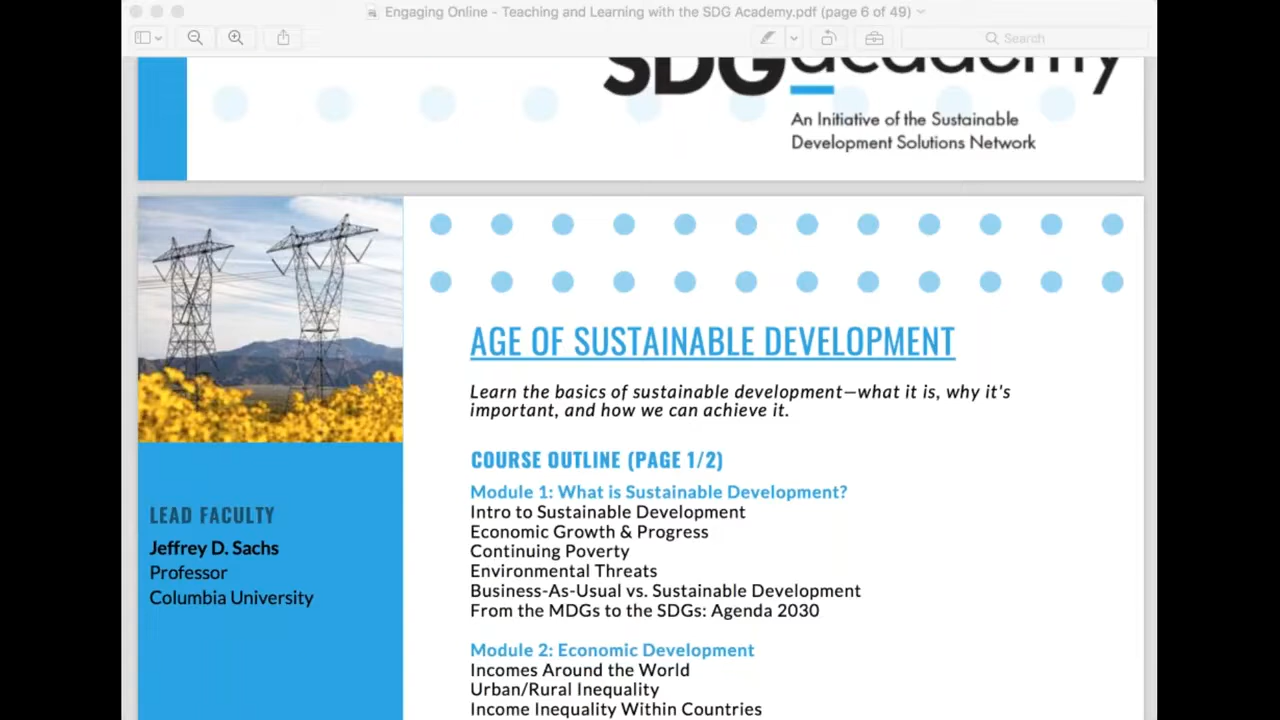 Engaging Online - Teaching and Learning with the SDG Academy.pdf (page 6 of 49)
Search
SDG academy
An Initiative of the Sustainable
Development Solutions Network
AGE OF SUSTAINABLE DEVELOPMENT
Learn the basics of sustainable development—what it is, why it's
important, and how we can achieve it.
COURSE OUTLINE (PAGE 1/2)
Module 1: What is Sustainable Development?
Intro to Sustainable Development
Economic Growth & Progress
Continuing Poverty
Environmental Threats
Business-As-Usual vs. Sustainable Development
From the MDGs to the SDGs: Agenda 2030
Module 2: Economic Development
Incomes Around the World
Urban/Rural Inequality
Income Inequality Within Countries
LEAD FACULTY
Jeffrey D. Sachs
Professor
Columbia University